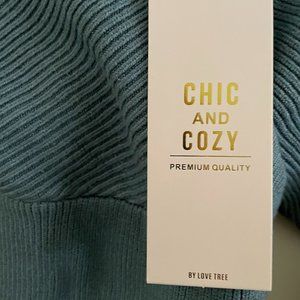 CHIC
AND
COZY
PREMIUM QUALITY
BY LOVE TREE